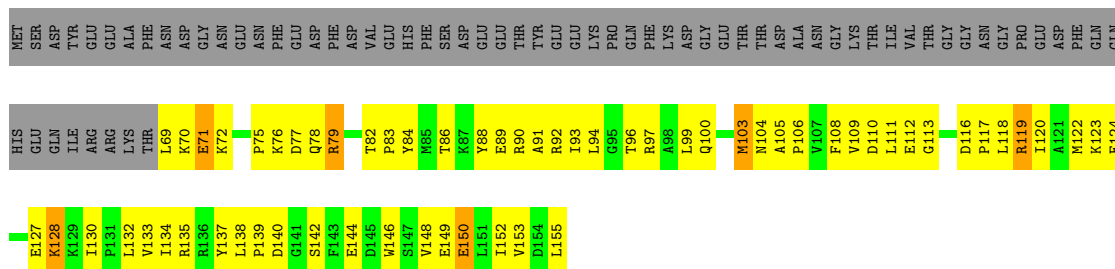 MET SER ASP TYR GLU GLU ALA PHE ASN ASP GLY ASN GLU ASN PHE GLU ASP PHE ASP VAL GLU HIS PHE SER ASP GLU GLU THR TYR GLU GLU LYS PRO GLN PHE LYS ASP GLY GLU THR THR ASP ALA ASN GLY LYS THR ILE VAL THR GLY GLY ASN GLY PRO GLU ASP PHE GLN GLN
HIS GLU GLN ILE ARG ARG LYS THR L69 K70 E71 K72 P75 K76 D77 Q78 R79 T82 P83 Y84 M85 T86 K87 Y88 E89 R90 A91 R92 I93 L94 G95 T96 R97 A98 L99 Q100 M103 N104 A105 P106 V107 F108 V109 D110 L111 E112 G113 D116 P117 L118 R119 I120 A121 M122 K123 E124
E127 K128 K129 I130 P131 L132 V133 I134 R135 R136 Y137 L138 P139 D140 G141 S142 F143 E144 D145 W146 S147 V148 E149 E150 L151 I152 V153 D154 L155